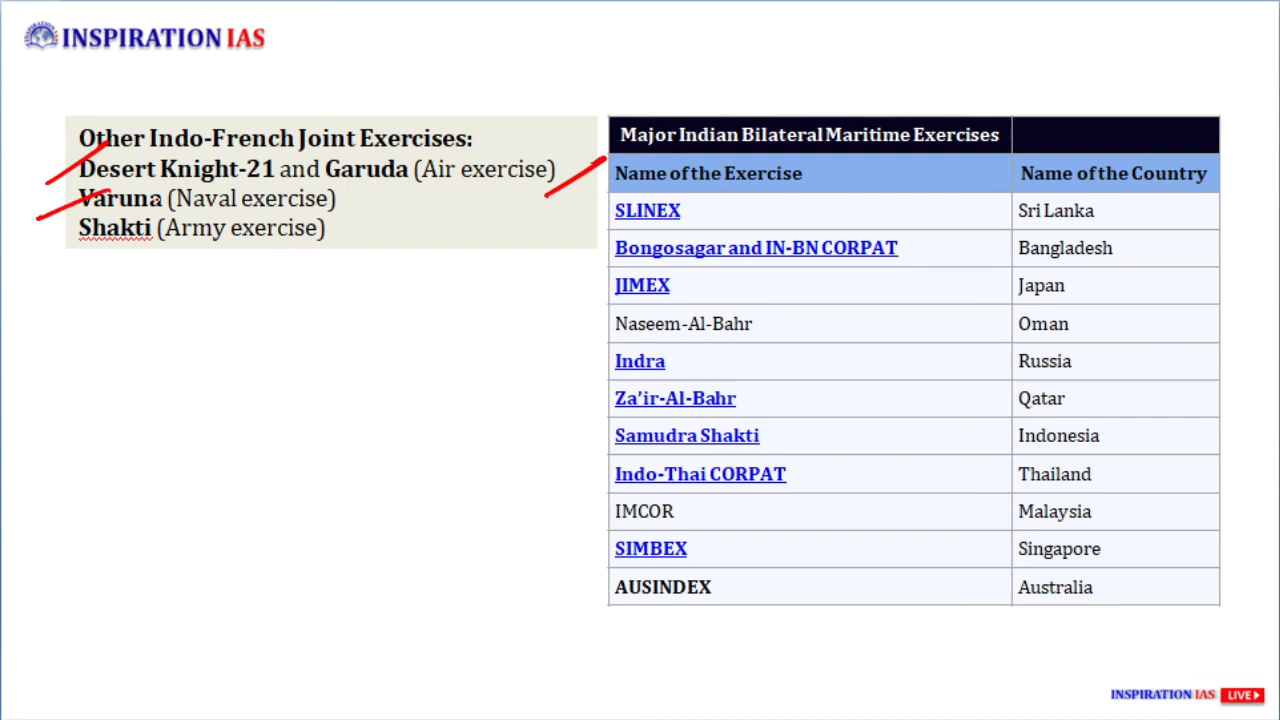 INSPIRATION IAS
Other Indo-French Joint Exercises:
Desert Knight-21 and Garuda (Air exercise)
Varuna (Naval exercise)
Shakti (Army exercise)
Major Indian Bilateral Maritime Exercises
Name of the Exercise Name of the Country
SLINEX Sri Lanka
Bongosagar and IN-BN CORPAT Bangladesh
JIMEX Japan
Naseem-Al-Bahr Oman
Indra Russia
Za’ir-Al-Bahr Qatar
Samudra Shakti Indonesia
Indo-Thai CORPAT Thailand
IMCOR Malaysia
SIMBEX Singapore
AUSINDEX Australia
INSPIRATION IAS LIVE